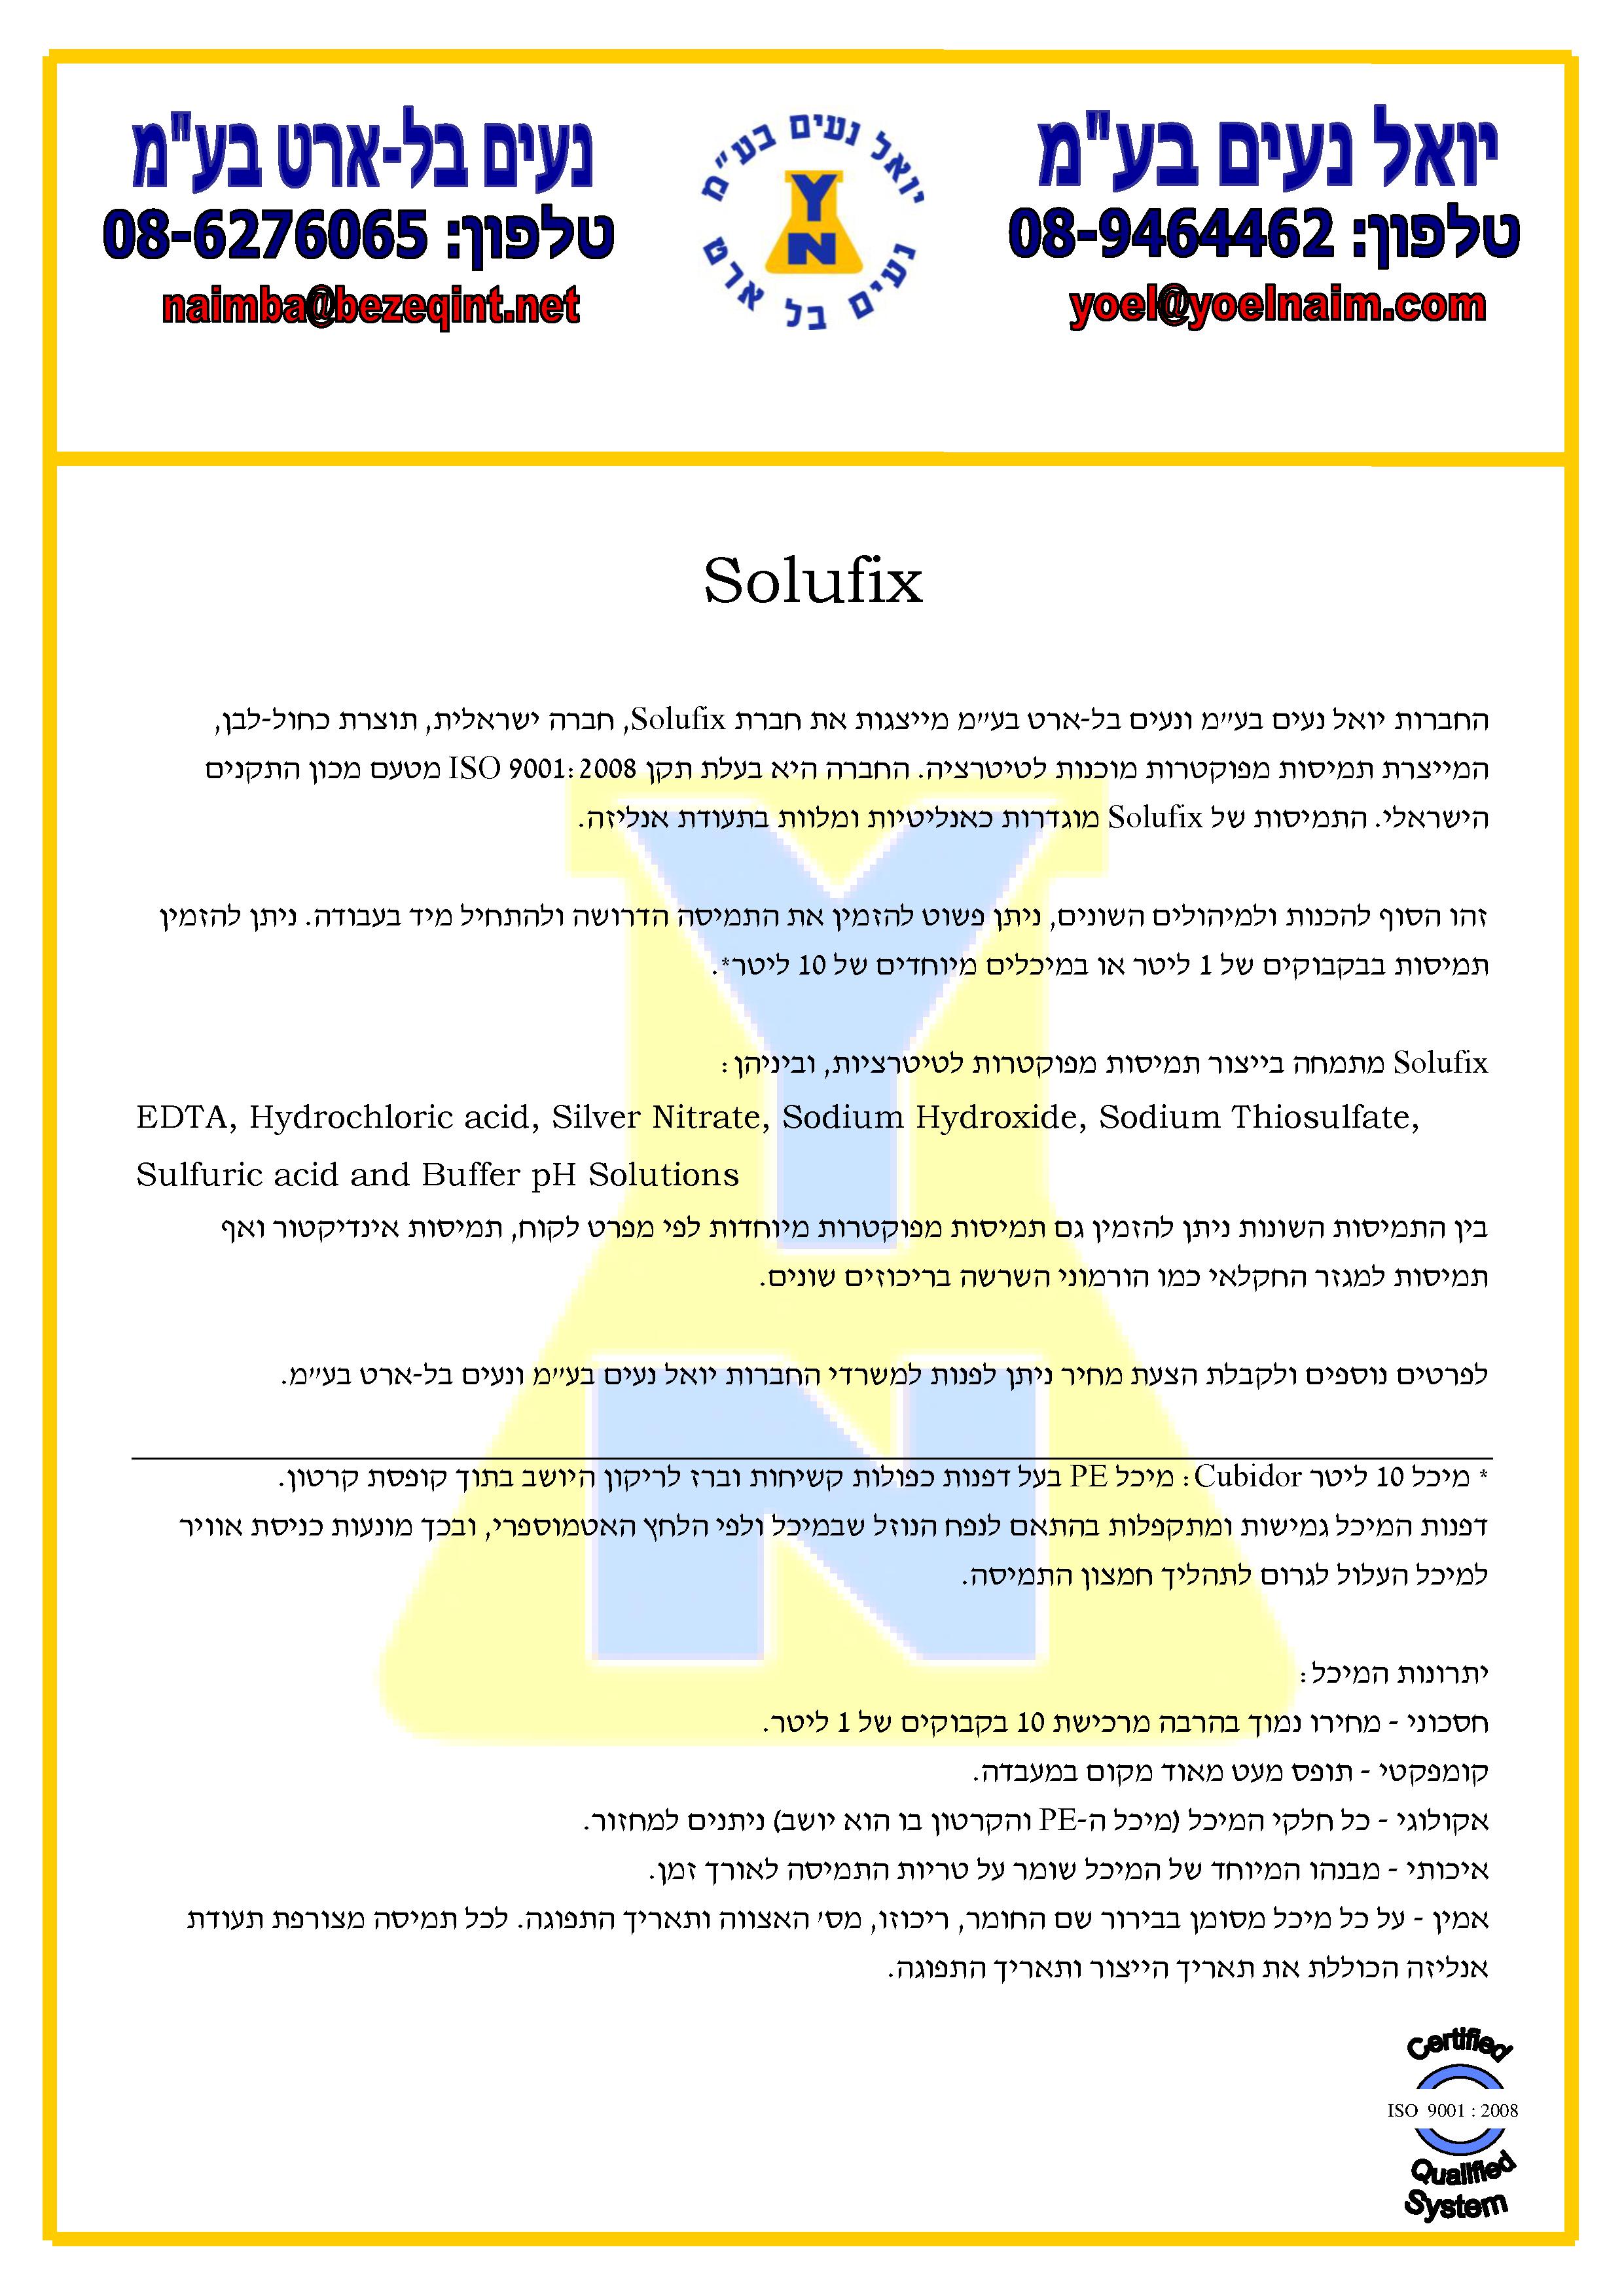 יואל נעים בע"מ
טלפון: 08-9464462
yoel@yoelnaim.com
יואל נעים בע"מ
YN
נעים בל ארט
נעים בל-ארט בע"מ
טלפון: 08-6276065
naimba@bezeqint.net
Solufix
החברות יואל נעים בע״מ ונעים בל-ארט בע״מ מייצגות את חברת Solufix, חברה ישראלית, תוצרת כחול-לבן,
המייצרת תמיסות מפוקטרות מוכנות לטיטרציה. החברה היא בעלת תקן ISO 9001:2008 מטעם מכון התקנים
הישראלי. התמיסות של Solufix מוגדרות כאנליטיות ומלוות בתעודת אנליזה.
זהו הסוף להכנות ולמיהולים השונים, ניתן פשוט להזמין את התמיסה הדרושה ולהתחיל מיד בעבודה. ניתן להזמין
תמיסות בבקבוקים של 1 ליטר או במיכלים מיוחדים של 10 ליטר*.
Solufix מתמחה בייצור תמיסות מפוקטרות לטיטרציות, וביניהן:
EDTA, Hydrochloric acid, Silver Nitrate, Sodium Hydroxide, Sodium Thiosulfate,
Sulfuric acid and Buffer pH Solutions
בין התמיסות השונות ניתן להזמין גם תמיסות מפוקטרות מיוחדות לפי מפרט לקוח, תמיסות אינדיקטור ואף
תמיסות למגזר החקלאי כמו הורמוני השרשה בריכוזים שונים.
לפרטים נוספים ולקבלת הצעת מחיר ניתן לפנות למשרדי החברות יואל נעים בע״מ ונעים בל-ארט בע״מ.
* מיכל 10 ליטר Cubidor: מיכל PE בעל דפנות כפולות קשיחות וברז לריקון היושב בתוך קופסת קרטון.
דפנות המיכל גמישות ומתקפלות בהתאם לנפח הנוזל שבמיכל ולפי הלחץ האטמוספרי, ובכך מונעות כניסת אוויר
למיכל העלול לגרום לתהליך חמצון התמיסה.
יתרונות המיכל:
חסכוני - מחירו נמוך בהרבה מרכישת 10 בקבוקים של 1 ליטר.
קומפקטי - תופס מעט מאוד מקום במעבדה.
אקולוגי - כל חלקי המיכל (מיכל ה-PE והקרטון בו הוא יושב) ניתנים למחזור.
איכותי - מבנהו המיוחד של המיכל שומר על טריות התמיסה לאורך זמן.
אמין - על כל מיכל מסומן בבירור שם החומר, ריכוזו, מס׳ האצווה ותאריך התפוגה. לכל תמיסה מצורפת תעודת
אנליזה הכוללת את תאריך הייצור ותאריך התפוגה.
Certified
ISO 9001 : 2008
Qualified
System